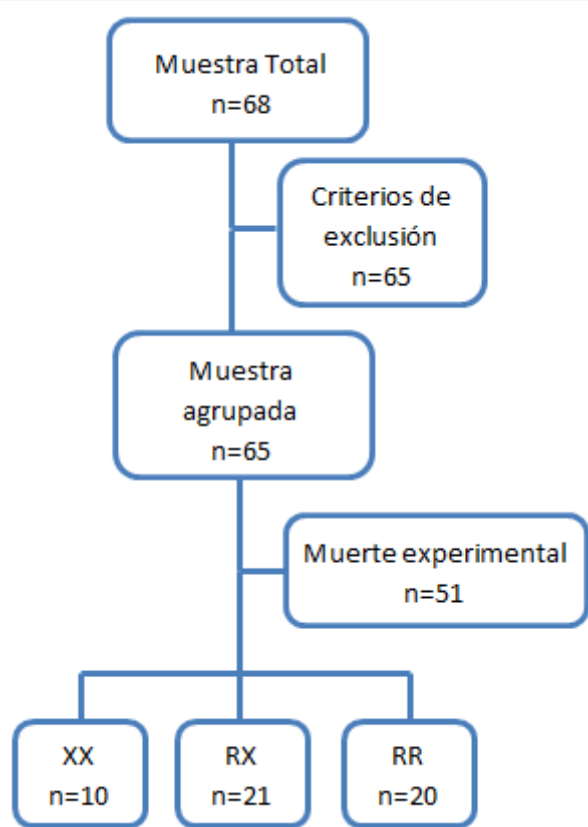 Muestra Total
n=68
Criterios de
exclusión
n=65
Muestra
agrupada
n=65
Muerte experimental
n=51
XX
n=10
RX
n=21
RR
n=20